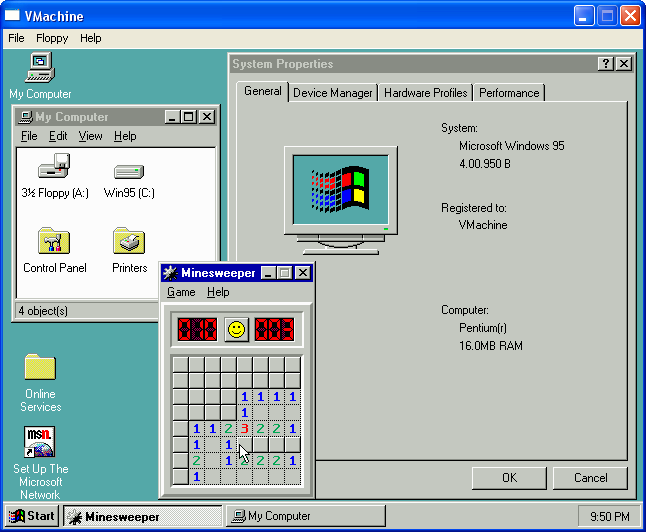 VMachine
File Floppy Help
My Computer
My Computer
File Edit View Help
3½ Floppy (A:) Win95 (C:)
Control Panel Printers
4 object(s)
System Properties
General Device Manager Hardware Profiles Performance
System:
Microsoft Windows 95
4.00.950 B
Registered to:
VMachine
Computer:
Pentium(r)
16.0MB RAM
OK Cancel
Minesweeper
Game Help
1 1 1 1
1
1 1 2 3 2 2 1
1 1
2 1 2 2 2 1
1
Online
Services
msn.
Set Up The
Microsoft
Network
Start Minesweeper My Computer 9:50 PM